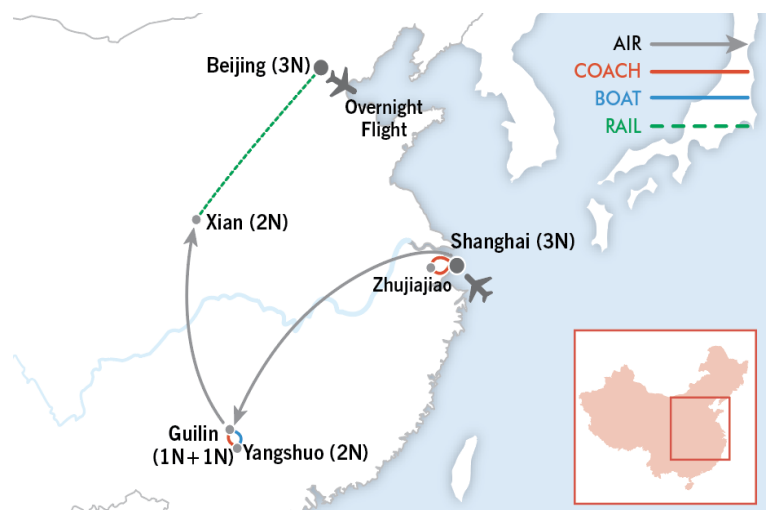 AIR
COACH
BOAT
RAIL
Beijing (3N)
Overnight
Flight
Xian (2N)
Shanghai (3N)
Zhujiajiao
Guilin
(1N+1N)
Yangshuo (2N)